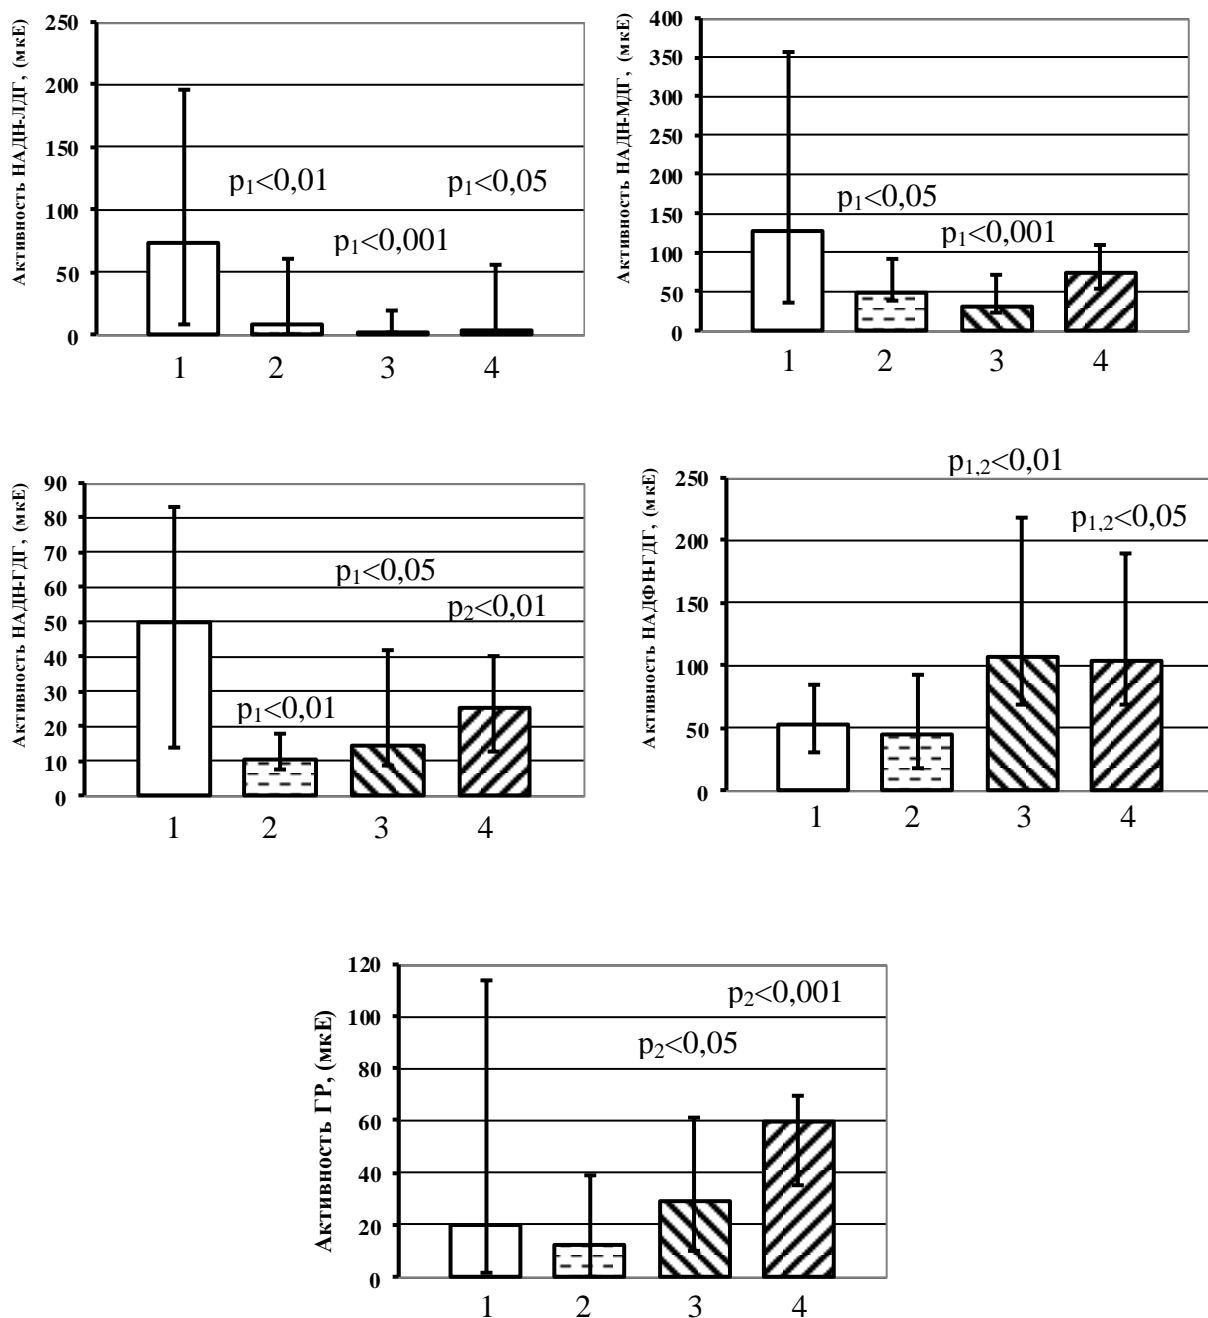 Активность НАДН-ЛДГ, (мкЕ)
250
200
150
100
50
0
p1<0,01
p1<0,05
p1<0,001
1 2 3 4
Активность НАДН-МДГ, (мкЕ)
400
350
300
250
200
150
100
50
0
p1<0,05
p1<0,001
1 2 3 4
Активность НАДН-ГДГ, (мкЕ)
90
80
70
60
50
40
30
20
10
0
p1<0,05
p2<0,01
p1<0,01
1 2 3 4
Активность НАДФН-ГДГ, (мкЕ)
p1,2<0,01
250
200
150
100
50
0
p1,2<0,05
1 2 3 4
Активность ГР, (мкЕ)
120
100
80
60
40
20
0
p2<0,001
p2<0,05
1 2 3 4